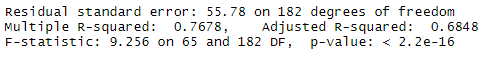 Residual standard error: 55.78 on 182 degrees of freedom
Multiple R-squared:  0.7678,    Adjusted R-squared:  0.6848
F-statistic: 9.256 on 65 and 182 DF,  p-value: < 2.2e-16